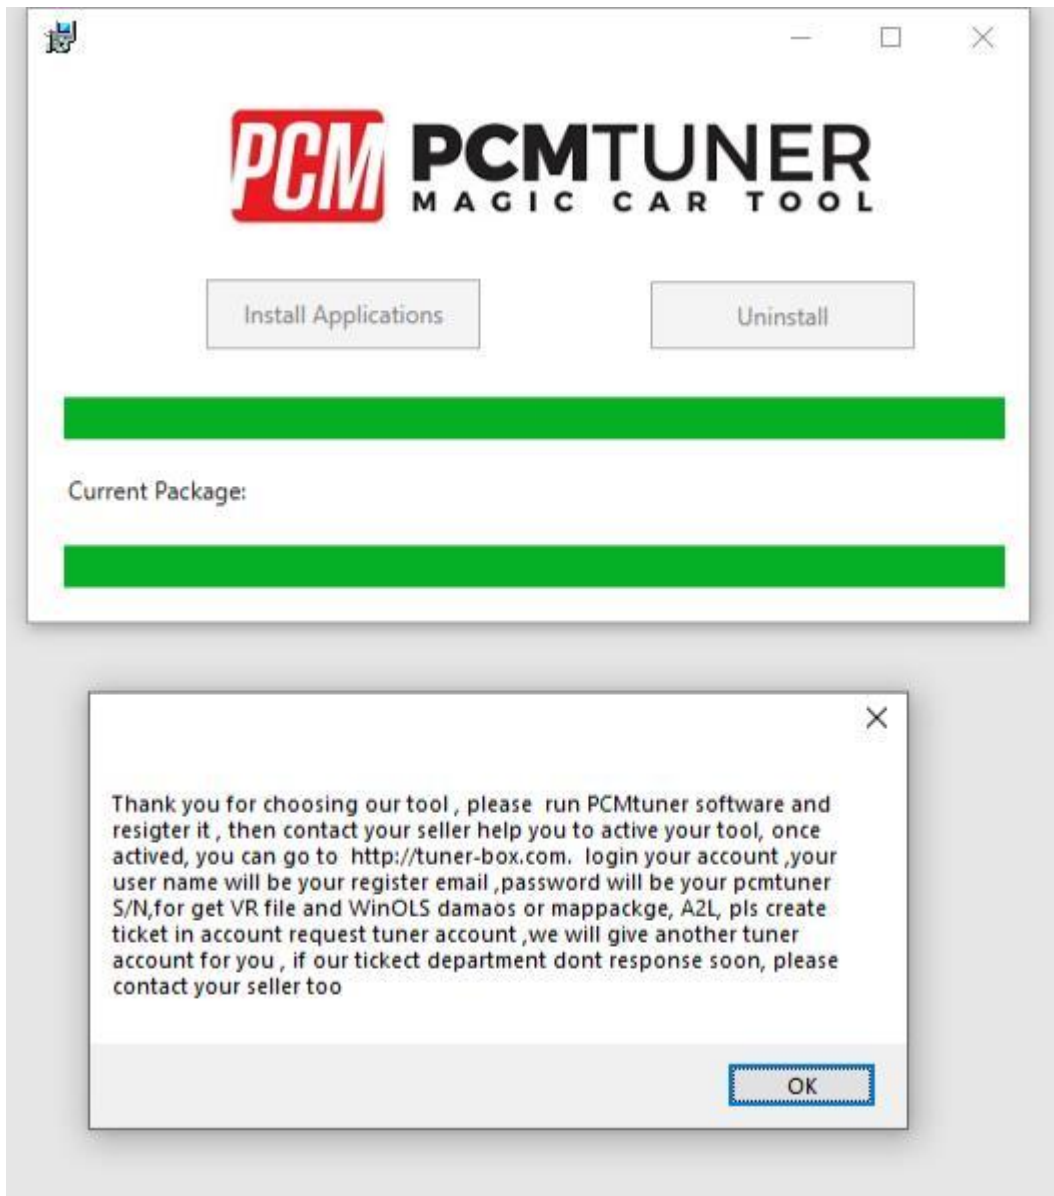 PCM PCMTUNER
MAGIC CAR TOOL
Install Applications
Uninstall
Current Package:
Thank you for choosing our tool , please  run PCMtuner software and
resigter it , then contact your seller help you to active your tool, once
actived, you can go to  http://tuner-box.com.  login your account ,your
user name will be your register email ,password will be your pcmtuner
S/N,for get VR file and WinOLS damaos or mappackge, A2L, pls create
ticket in account request tuner account ,we will give another tuner
account for you , if our tickect department dont response soon, please
contact your seller too
OK